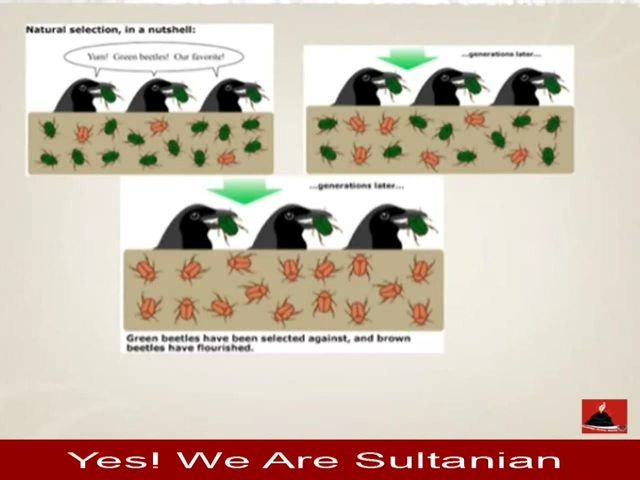 Natural selection, in a nutshell:
Yum! Green beetles! Our favorite!
...generations later...
...generations later...
Green beetles have been selected against, and brown
beetles have flourished.
Yes! We Are Sultanian